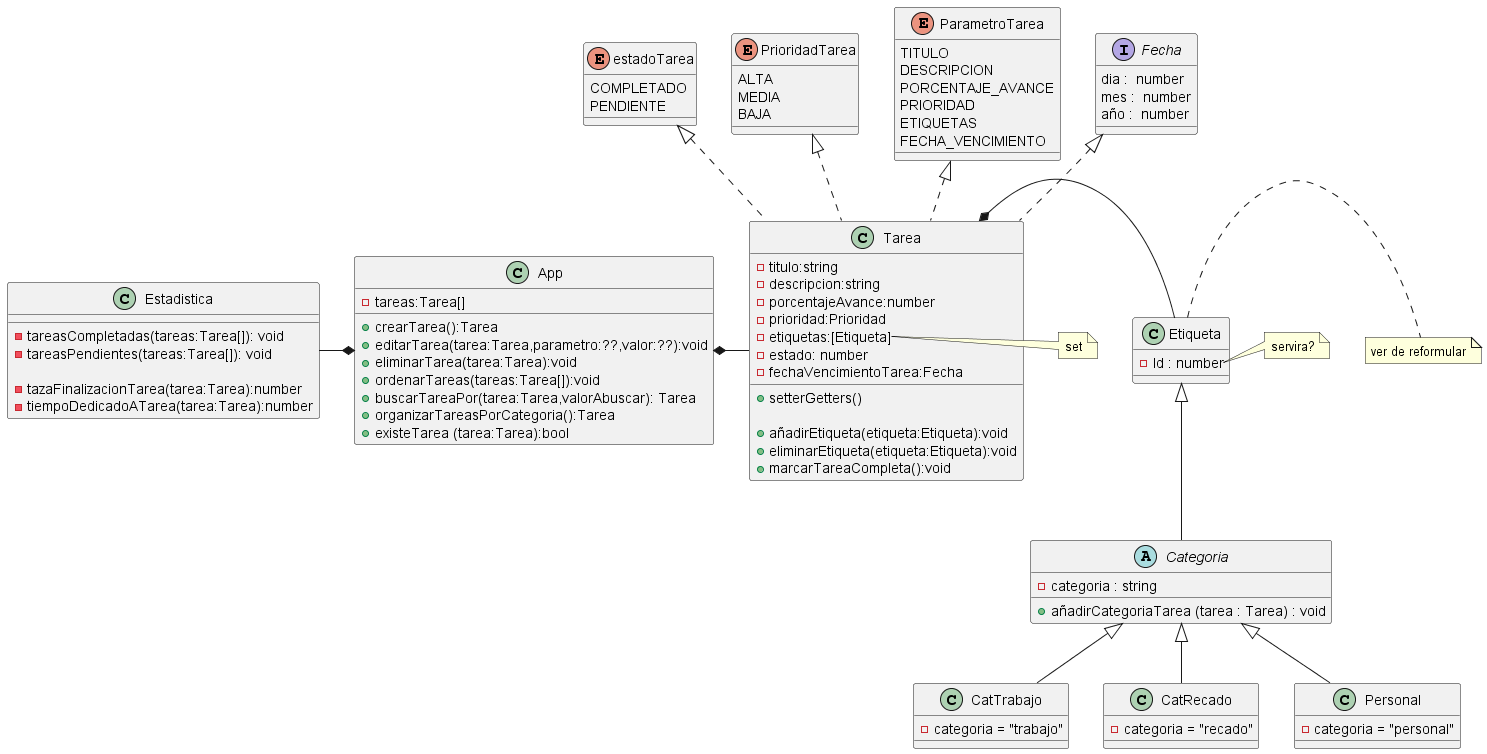 E estadoTarea
COMPLETADO
PENDIENTE
E PrioridadTarea
ALTA
MEDIA
BAJA
E ParametroTarea
TITULO
DESCRIPCION
PORCENTAJE_AVANCE
PRIORIDAD
ETIQUETAS
FECHA_VENCIMIENTO
I Fecha
dia : number
mes : number
año : number
C Estadistica
tareasCompletadas(tareas:Tarea[]): void
tareasPendientes(tareas:Tarea[]): void
tazaFinalizacionTarea(tarea:Tarea):number
tiempoDedicadoATarea(tarea:Tarea):number
C App
tareas:Tarea[]
crearTarea():Tarea
editarTarea(tarea:Tarea,parametro:??,valor:??):void
eliminarTarea(tarea:Tarea):void
ordenarTareas(tareas:Tarea[]):void
buscarTareaPor(tarea:Tarea,valorAbuscar): Tarea
organizarTareasPorCategoria():Tarea
existeTarea (tarea:Tarea):bool
C Tarea
titulo:string
descripcion:string
porcentajeAvance:number
prioridad:Prioridad
etiquetas:[Etiqueta]
estado: number
fechaVencimientoTarea:Fecha
setterGetters()
añadirEtiqueta(etiqueta:Etiqueta):void
eliminarEtiqueta(etiqueta:Etiqueta):void
marcarTareaCompleta():void
set
C Etiqueta
Id : number
servira?
ver de reformular
A Categoria
categoria : string
añadirCategoriaTarea (tarea : Tarea) : void
C CatTrabajo
categoria = "trabajo"
C CatRecado
categoria = "recado"
C Personal
categoria = "personal"